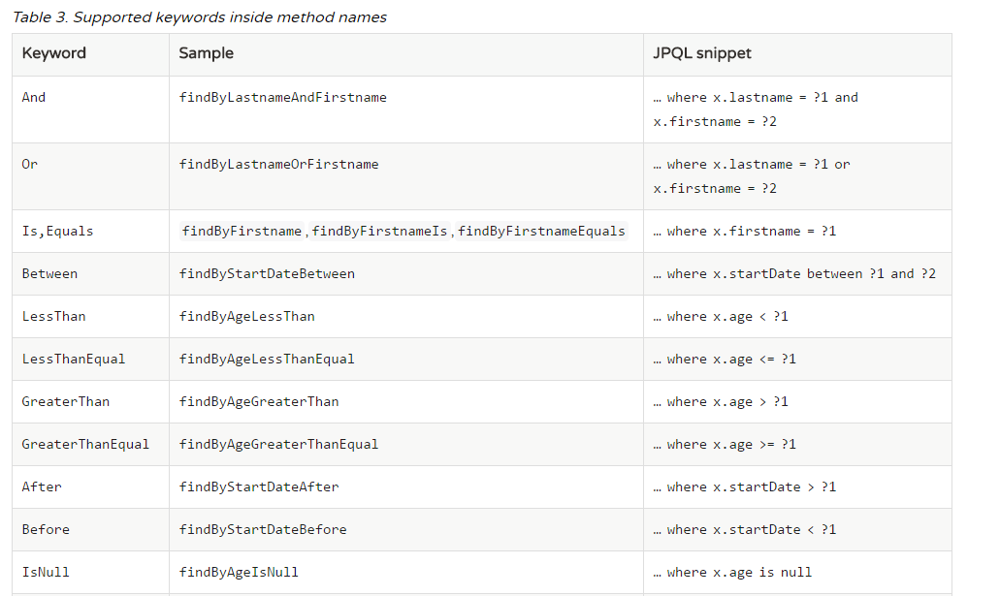 Table 3. Supported keywords inside method names
Keyword Sample JPQL snippet
And findByLastnameAndFirstname … where x.lastname = ?1 and
x.firstname = ?2
Or findByLastnameOrFirstname … where x.lastname = ?1 or
x.firstname = ?2
Is,Equals findByFirstname,findByFirstnameIs,findByFirstnameEquals … where x.firstname = ?1
Between findByStartDateBetween … where x.startDate between ?1 and ?2
LessThan findByAgeLessThan … where x.age < ?1
LessThanEqual findByAgeLessThanEqual … where x.age <= ?1
GreaterThan findByAgeGreaterThan … where x.age > ?1
GreaterThanEqual findByAgeGreaterThanEqual … where x.age >= ?1
After findByStartDateAfter … where x.startDate > ?1
Before findByStartDateBefore … where x.startDate < ?1
IsNull findByAgeIsNull … where x.age is null